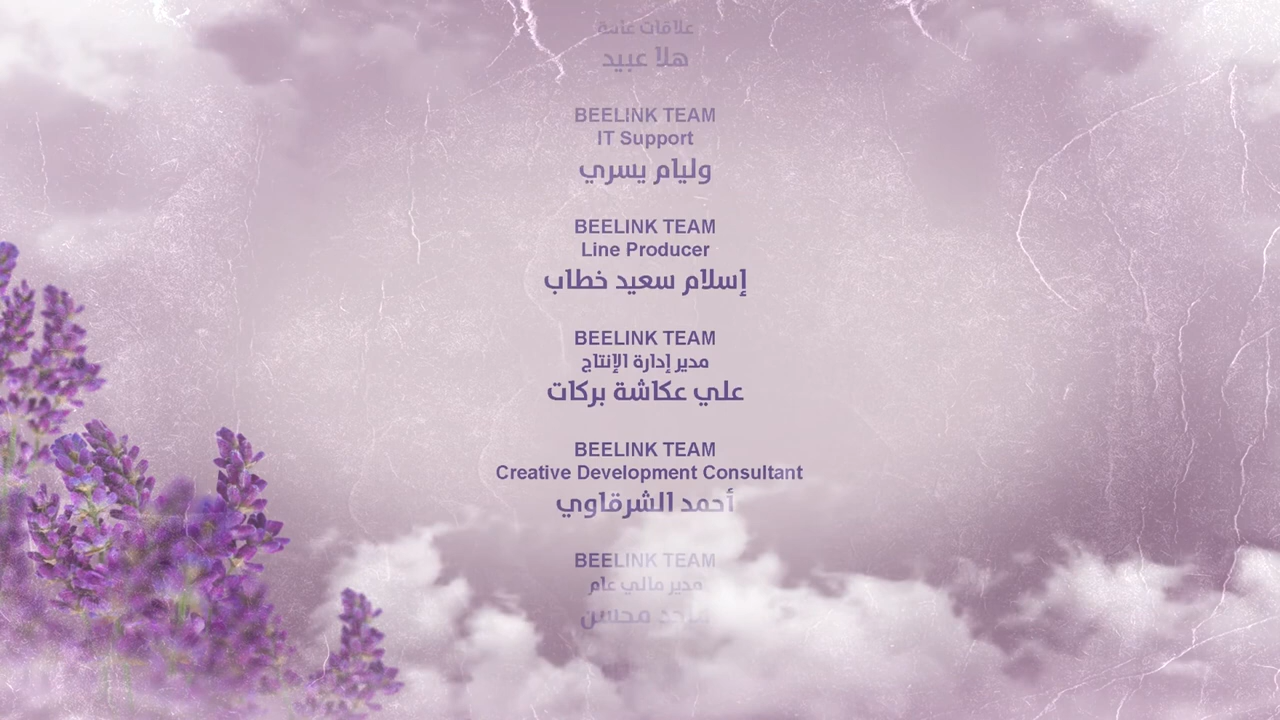 علاقات عامة
هلا عبيد
BEELINK TEAM
IT Support
وليام يسري
BEELINK TEAM
Line Producer
إسلام سعيد خطاب
BEELINK TEAM
مدير إدارة الإنتاج
علي عكاشة بركات
BEELINK TEAM
Creative Development Consultant
أحمد الشرقاوي
BEELINK TEAM
مدير مالي عام
محسن